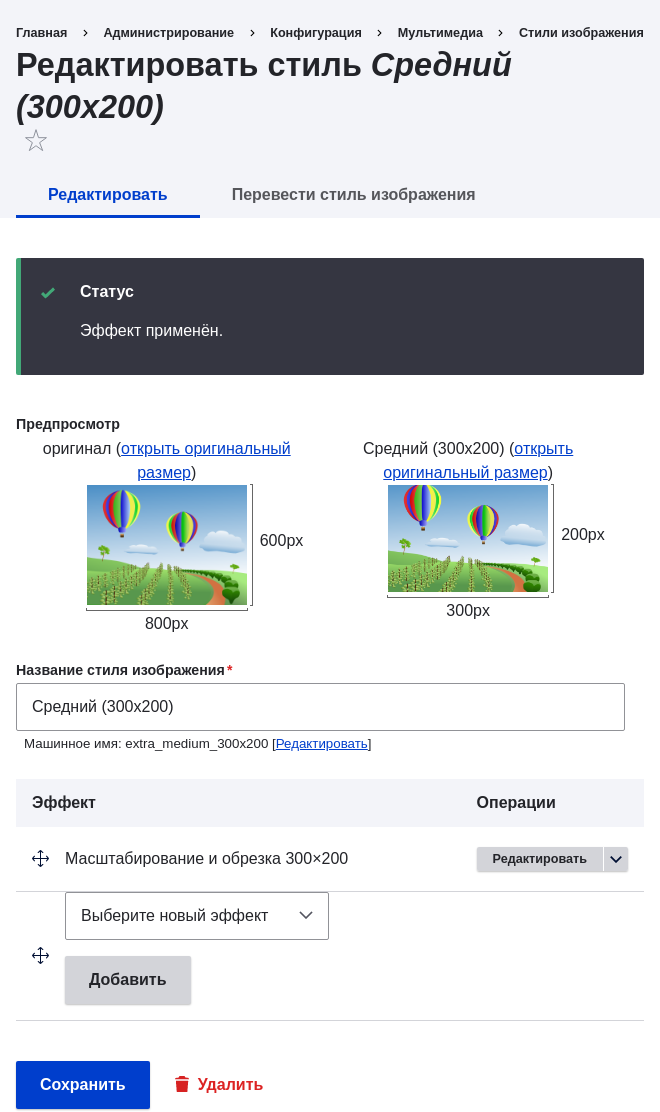 Главная › Администрирование › Конфигурация › Мультимедиа › Стили изображения
Редактировать стиль Средний
(300x200)
Редактировать Перевести стиль изображения
Статус
Эффект применён.
Предпросмотр
оригинал (открыть оригинальный
размер)
600px
800px
Средний (300x200) (открыть
оригинальный размер)
200px
300px
Название стиля изображения*
Средний (300x200)
Машинное имя: extra_medium_300x200 [Редактировать]
Эффект Операции
Масштабирование и обрезка 300×200 Редактировать
Выберите новый эффект
Добавить
Сохранить Удалить